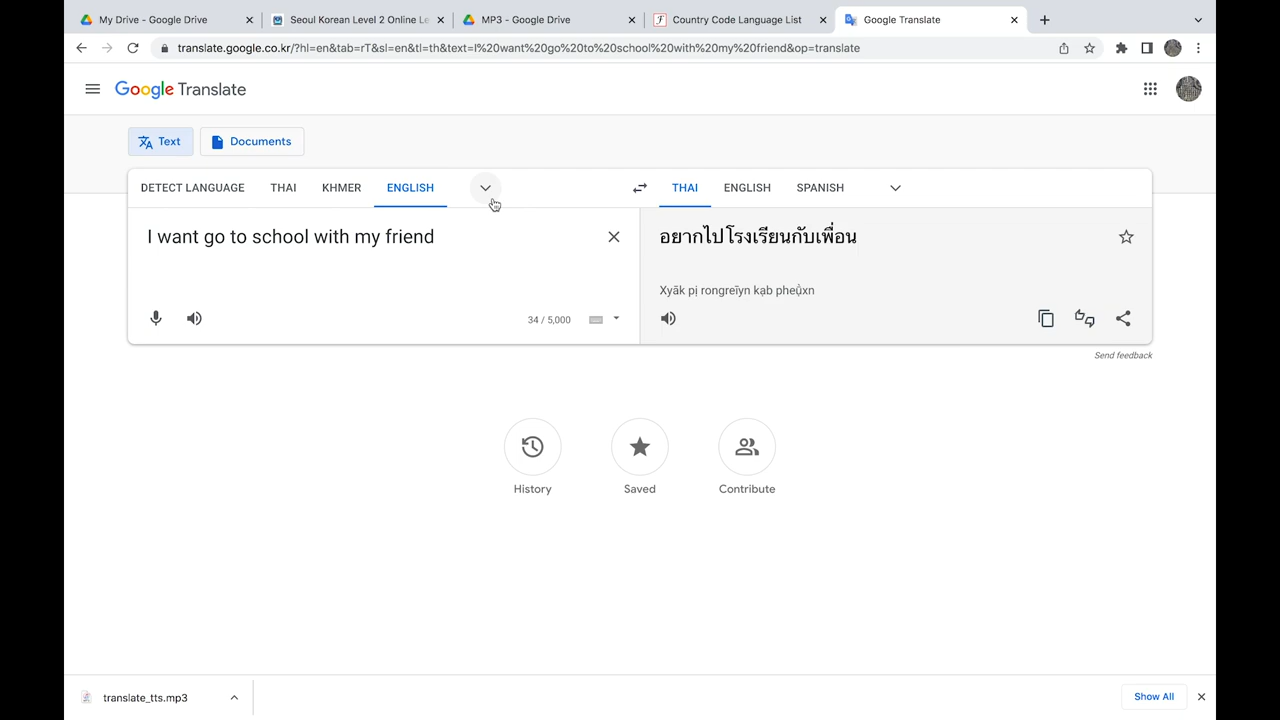 My Drive - Google Drive
Seoul Korean Level 2 Online Le
MP3 - Google Drive
Country Code Language List
Google Translate
translate.google.co.kr/?hl=en&tab=rT&sl=en&tl=th&text=I%20want%20go%20to%20school%20with%20my%20friend&op=translate
Google Translate
Text
Documents
DETECT LANGUAGE THAI KHMER ENGLISH
THAI ENGLISH SPANISH
I want go to school with my friend
อยากไปโรงเรียนกับเพื่อน
Xyāk pị rongreīyn kạb pheụ̄̀xn
34 / 5,000
Send feedback
History
Saved
Contribute
translate_tts.mp3
Show All